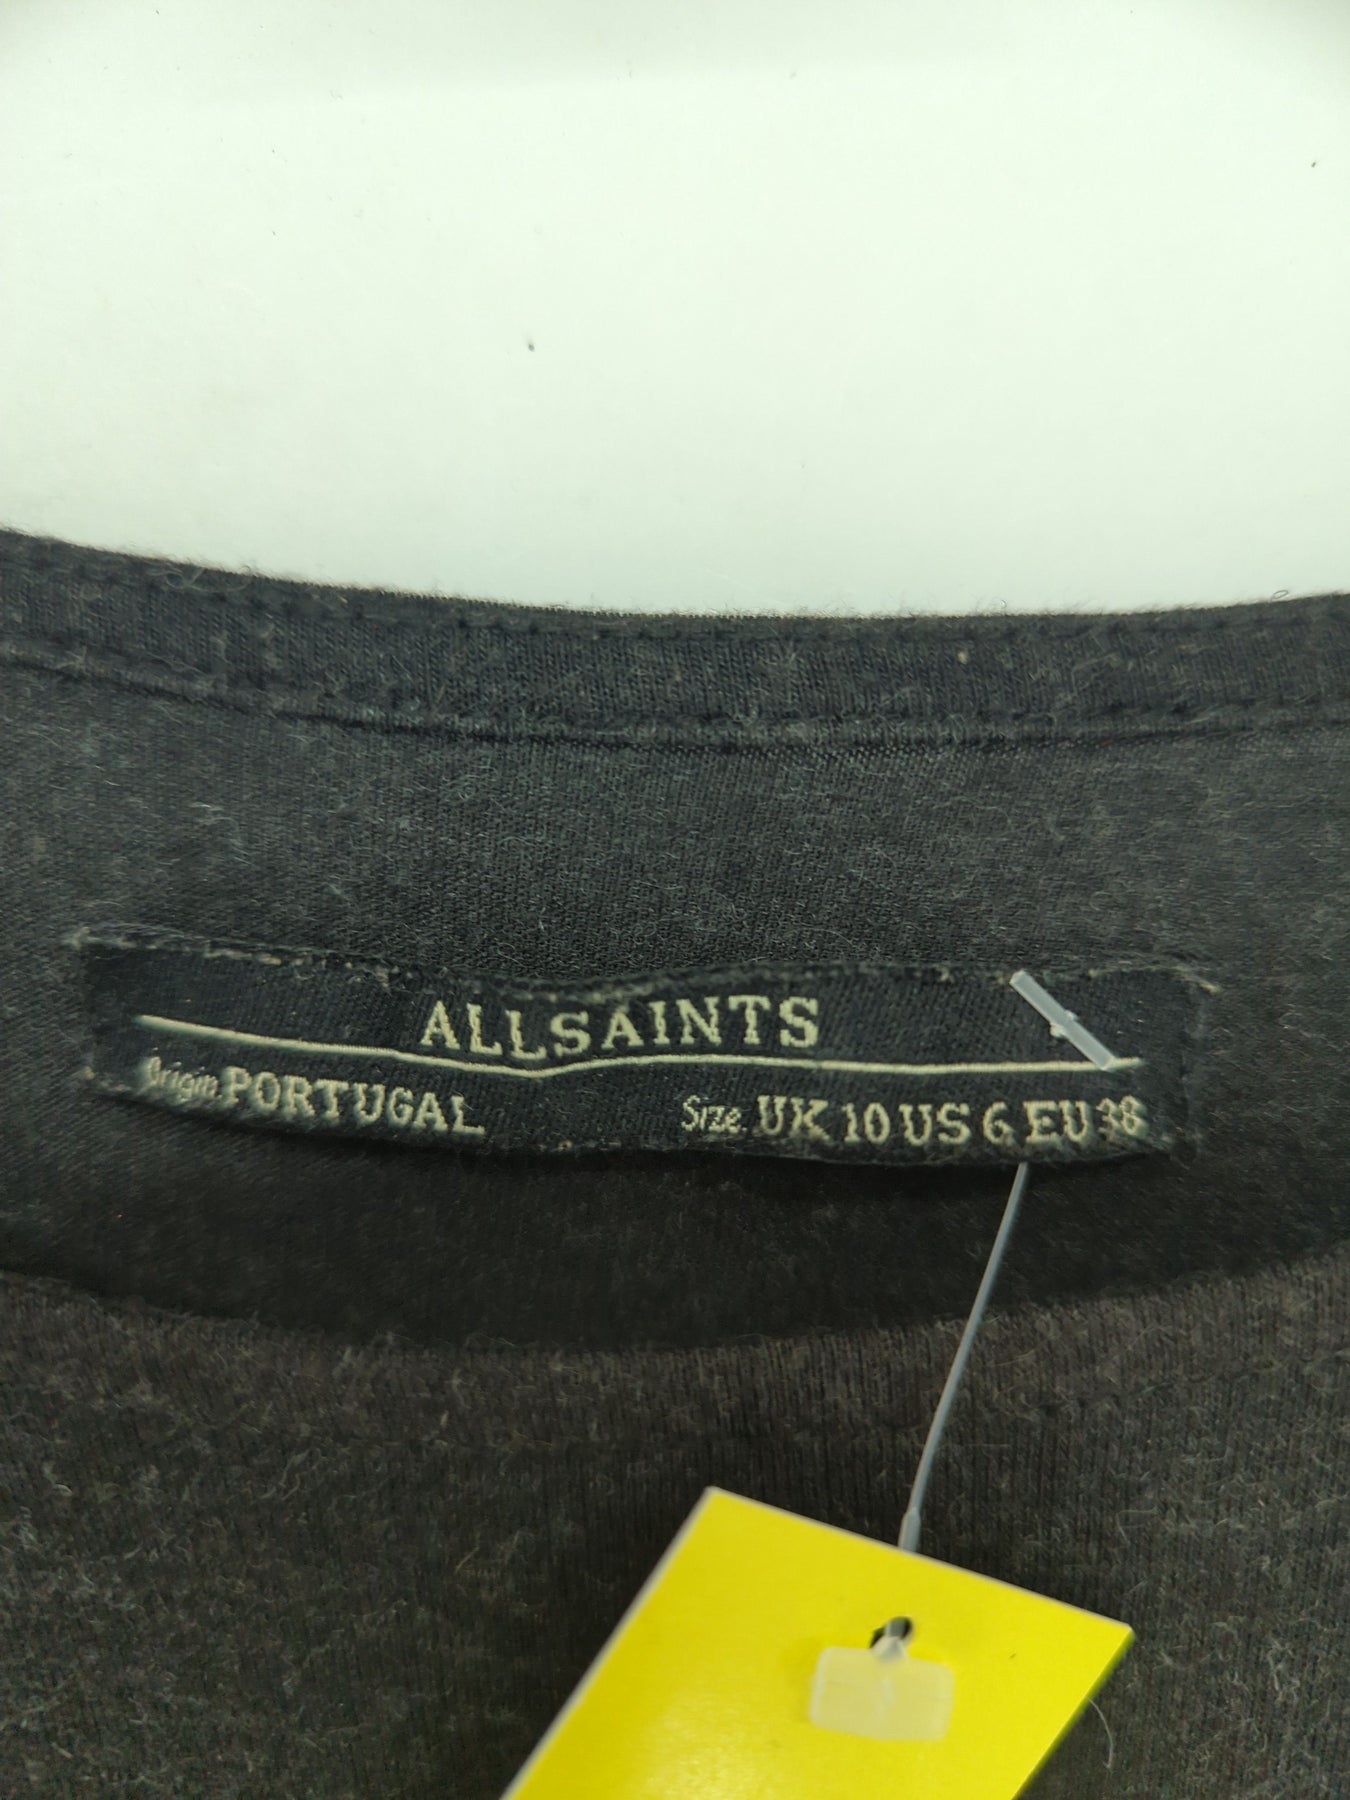 ALLSAINTS
Origin. PORTUGAL Size. UK 10 US 6 EU 38